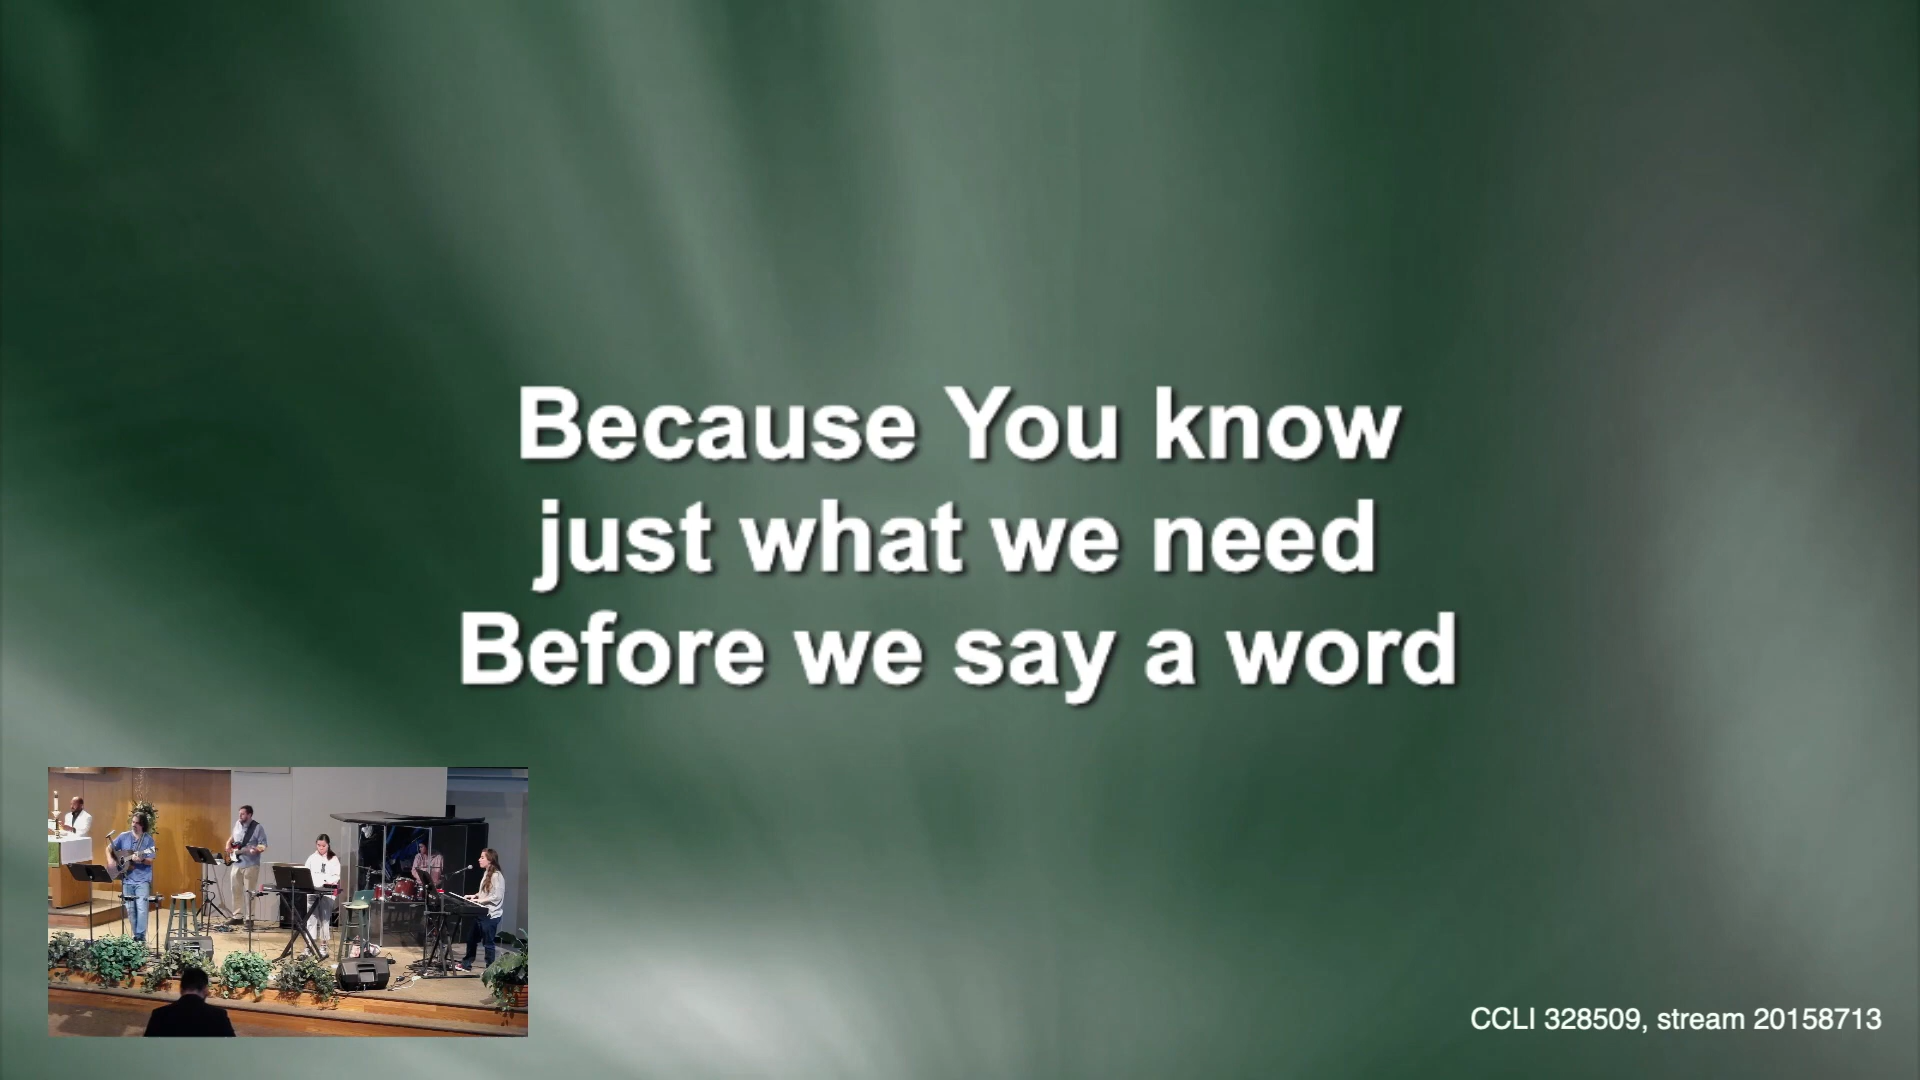 Because You know
just what we need
Before we say a word
CCLI 328509, stream 20158713